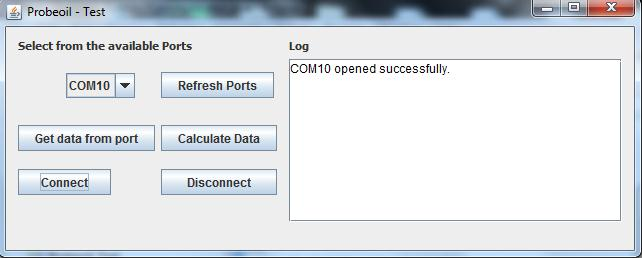 Probeoil - Test
Select from the available Ports
Log
COM10
Refresh Ports
COM10 opened successfully.
Get data from port
Calculate Data
Connect
Disconnect